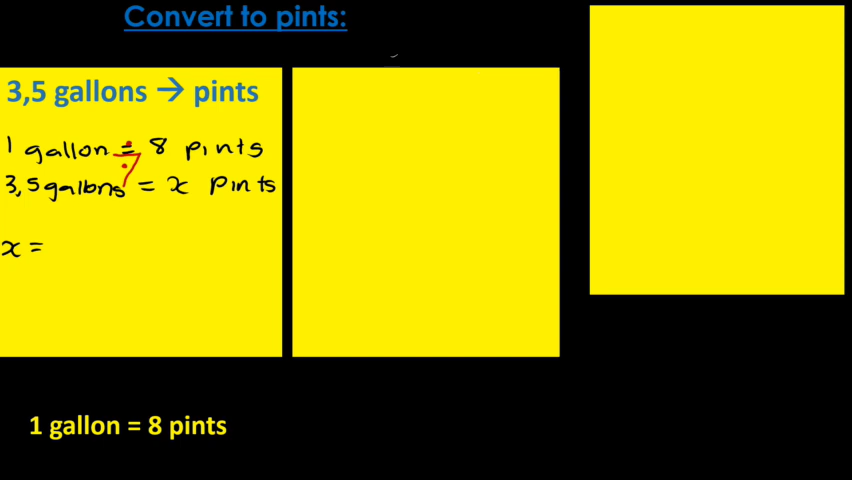 Convert to pints:
3,5 gallons → pints
1 gallon = 8 pints
3,5 gallons = x pints
x =
1 gallon = 8 pints